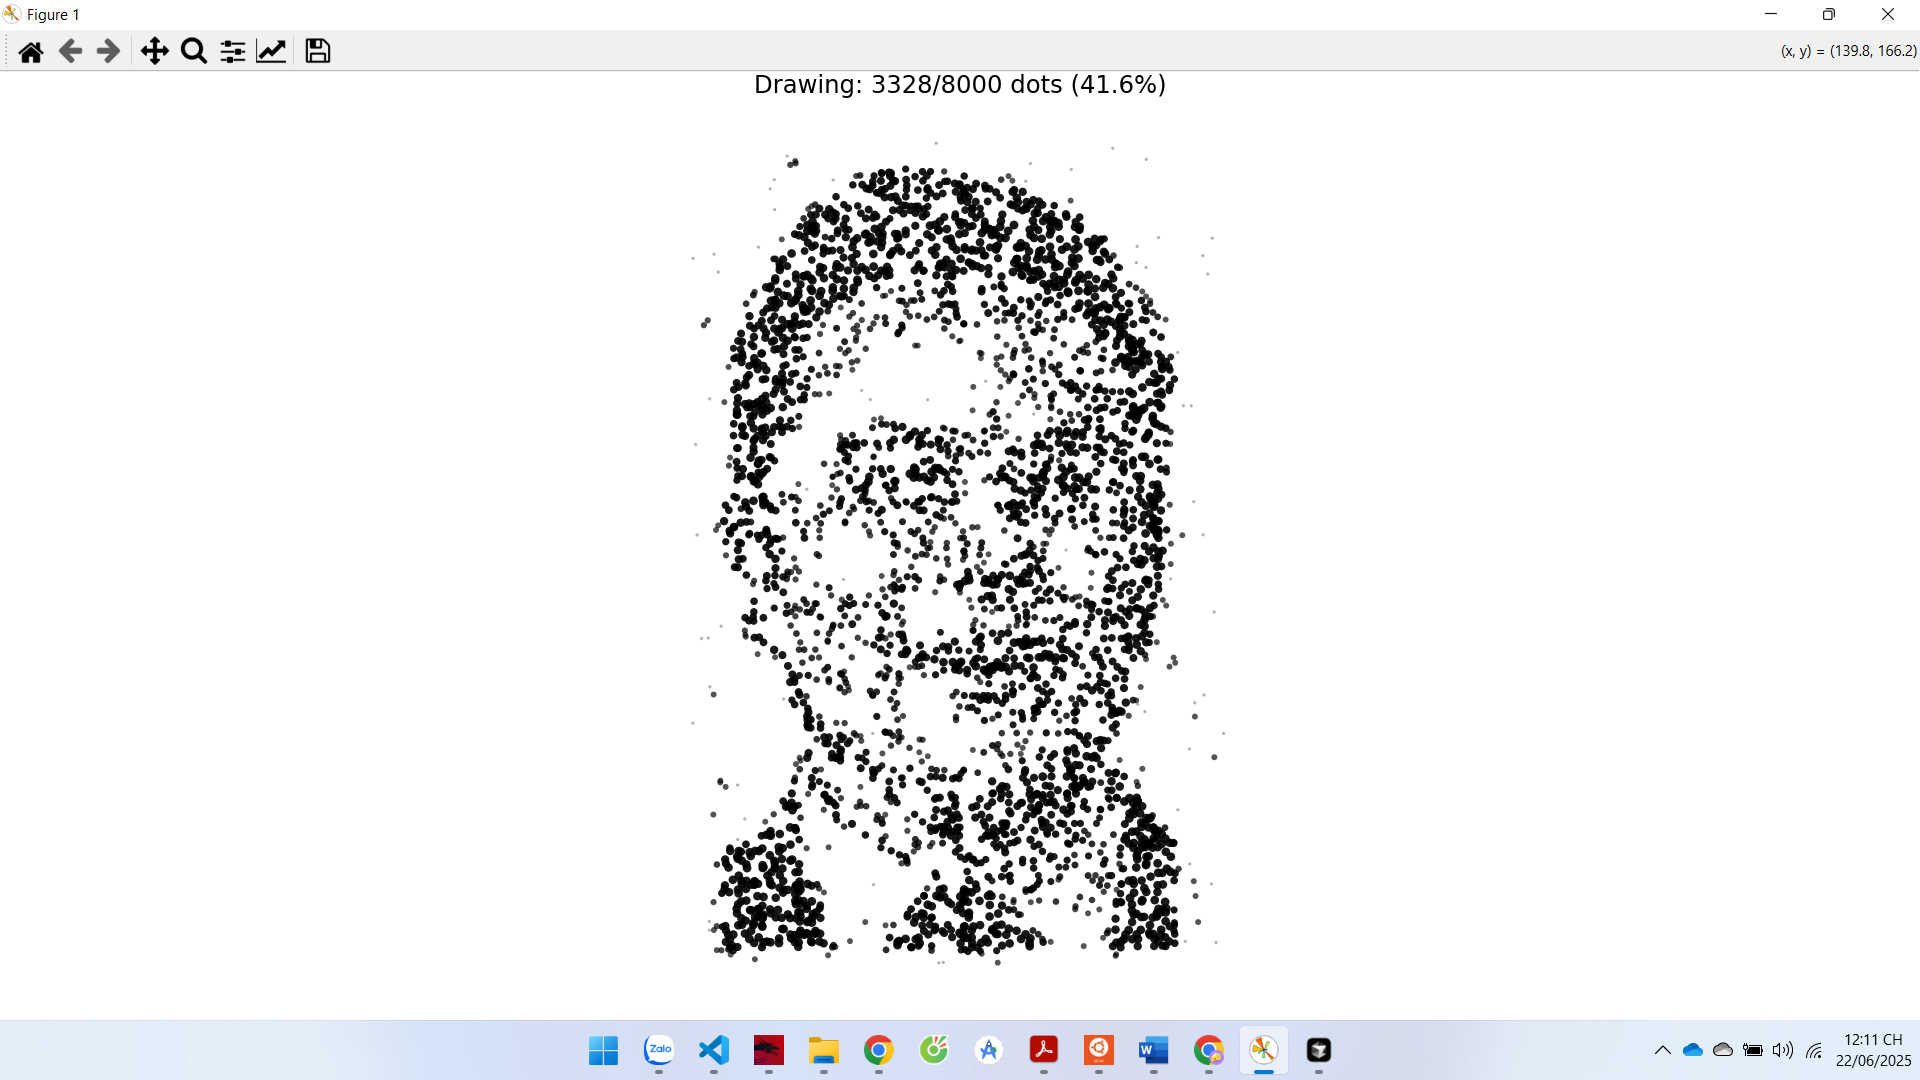 Figure 1
(x, y) = (139.8, 166.2)
Drawing: 3328/8000 dots (41.6%)
Zalo
W
12:11 CH
22/06/2025